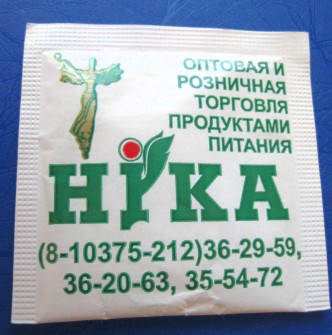 ОПТОВАЯ И
РОЗНИЧНАЯ
ТОРГОВЛЯ
ПРОДУКТАМИ
ПИТАНИЯ
НіКА
(8-10375-212)36-29-59,
36-20-63, 35-54-72